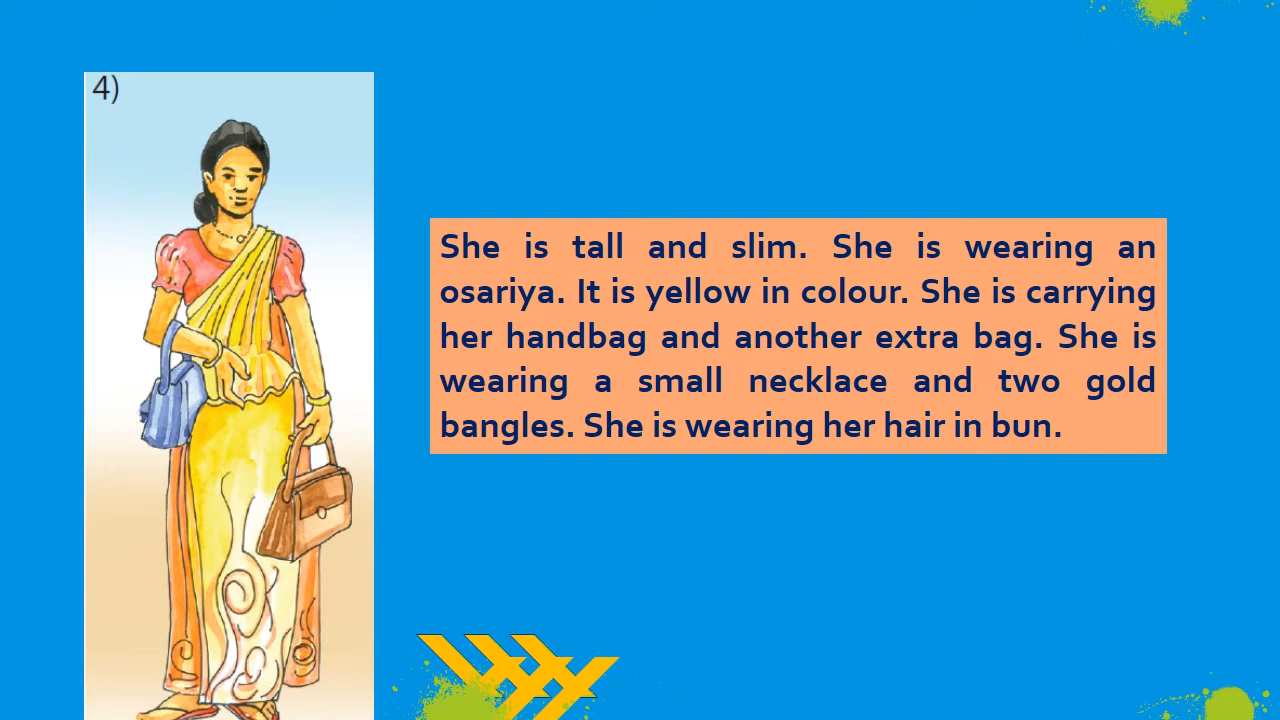 4)
She is tall and slim. She is wearing an
osariya. It is yellow in colour. She is carrying
her handbag and another extra bag. She is
wearing a small necklace and two gold
bangles. She is wearing her hair in bun.